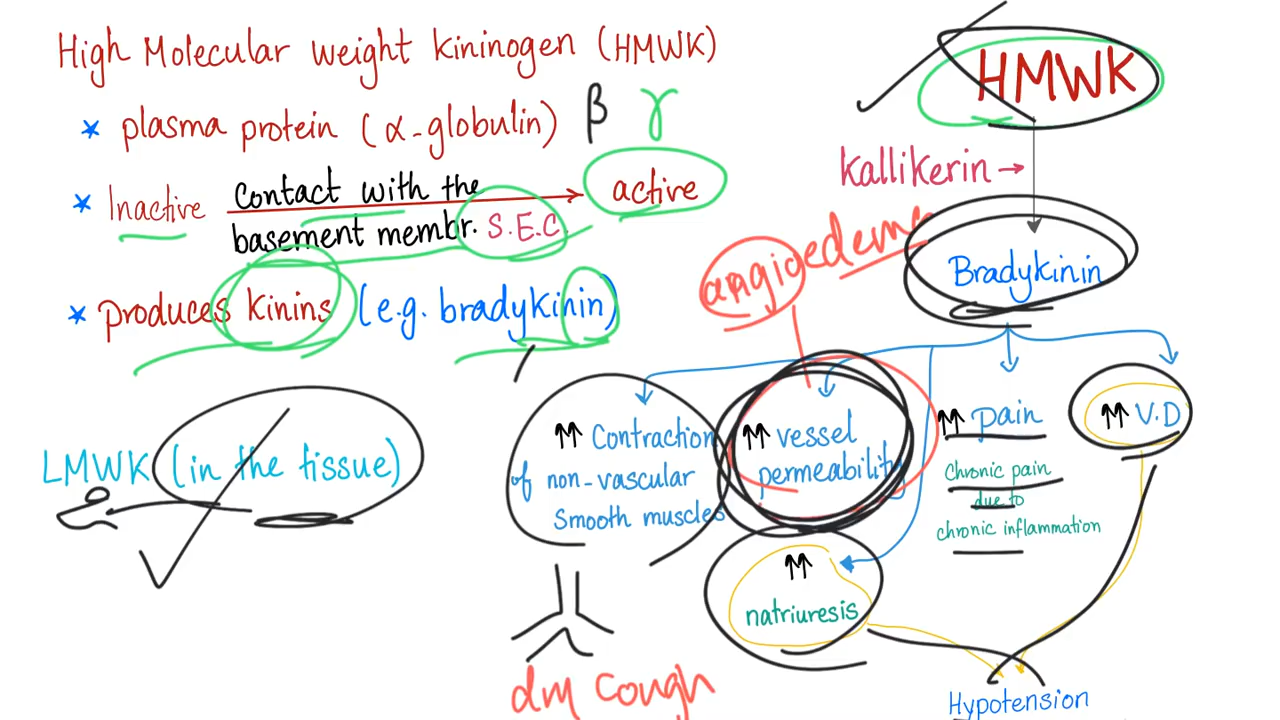 High Molecular weight kininogen (HMWK)
* plasma protein (α-globulin) β γ
* Inactive contact with the basement membr. S.E.C. active
* produces kinins (e.g. bradykinin)
LMWK (in the tissue)
HMWK
kallikerin →
Bradykinin
angioedema
↑↑ Contraction
of non-vascular
smooth muscles
↑↑ vessel
permeability
↑↑ pain
chronic pain
due to
chronic inflammation
↑↑ V.D
↑↑
natriuresis
dry cough
Hypotension